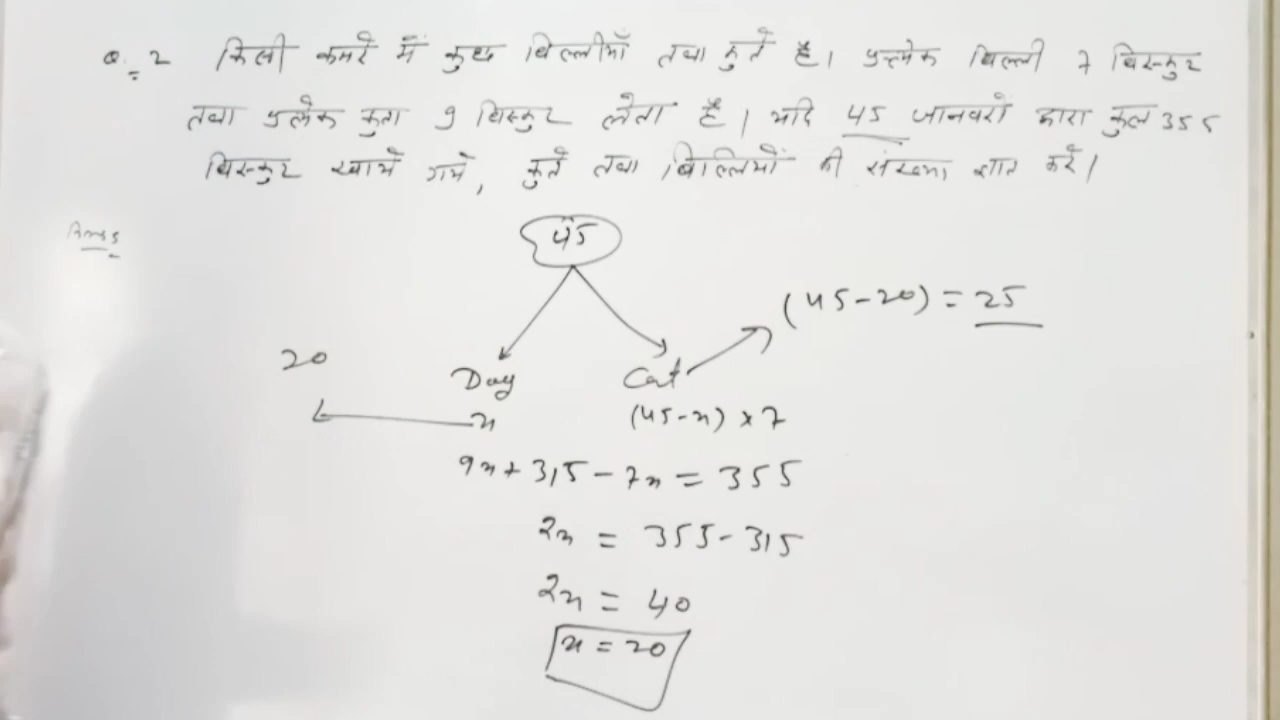 Q. 2 किसी कमरे में कुछ बिल्लीयाँ तथा कुते है। प्रत्येक बिल्ली 7 बिस्कुट
तथा प्रत्येक कुता 9 बिस्कुट लेता है। यदि 45 जानवरो द्वारा कुल 355
बिस्कुट खाये गये, कुते तथा बिल्लियों की संख्या ज्ञात करे।
Ans
45
(45-20) = 25
20
Dog Cat
x (45-x) x 7
9x + 315 - 7x = 355
2x = 355 - 315
2x = 40
x = 20